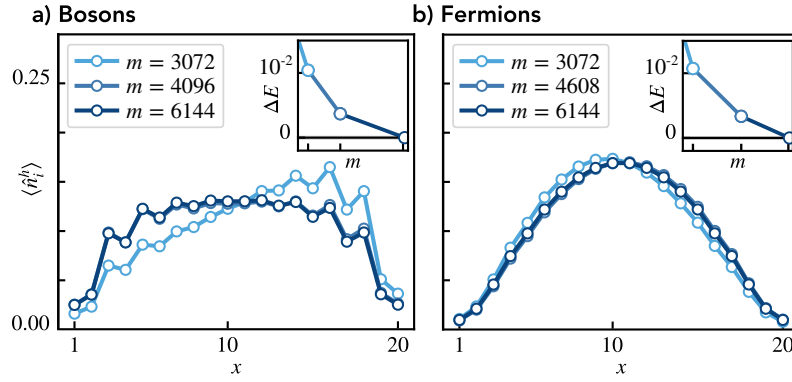 a) Bosons
m = 3072
m = 4096
m = 6144
0.25
0.00
⟨n̂ᵢʰ⟩
1
10
20
x
10⁻²
0
ΔE
m
b) Fermions
m = 3072
m = 4608
m = 6144
1
10
20
x
10⁻²
0
ΔE
m